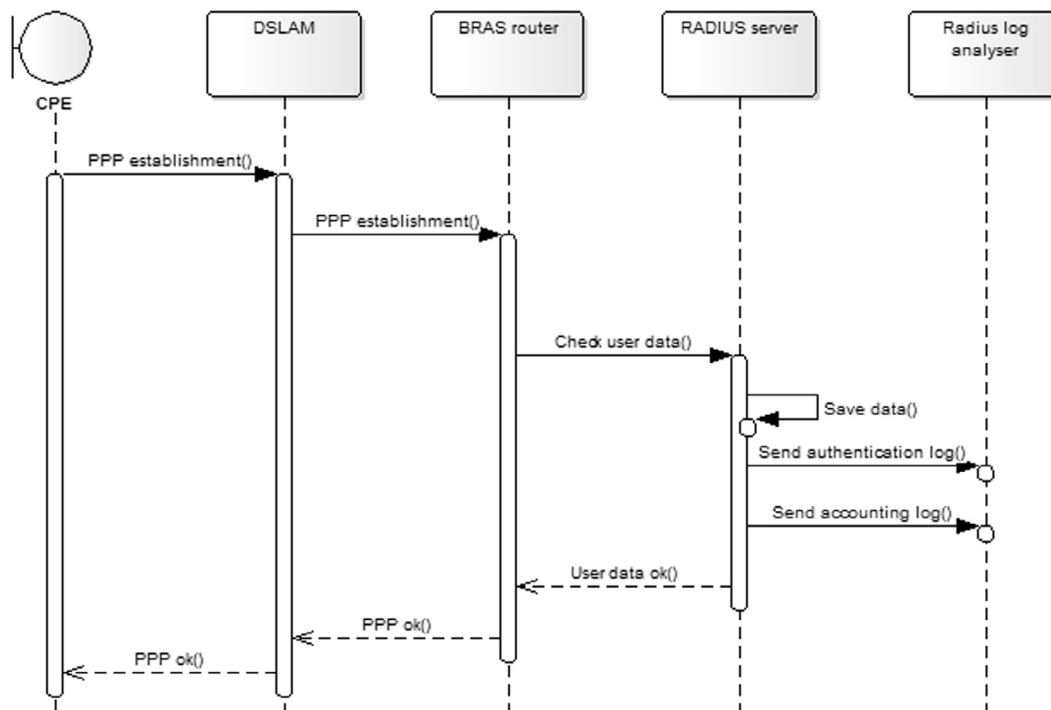 DSLAM
BRAS router
RADIUS server
Radius log
analyser
CPE
PPP establishment()
PPP establishment()
Check user data()
Save data()
Send authentication log()
Send accounting log()
User data ok()
PPP ok()
PPP ok()